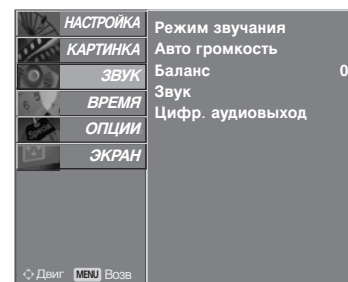 НАСТРОЙКА
КАРТИНКА
ЗВУК
ВРЕМЯ
ОПЦИИ
ЭКРАН
Двиг MENU Возв
Режим звучания
Авто громкость
Баланс 0
Звук
Цифр. аудиовыход